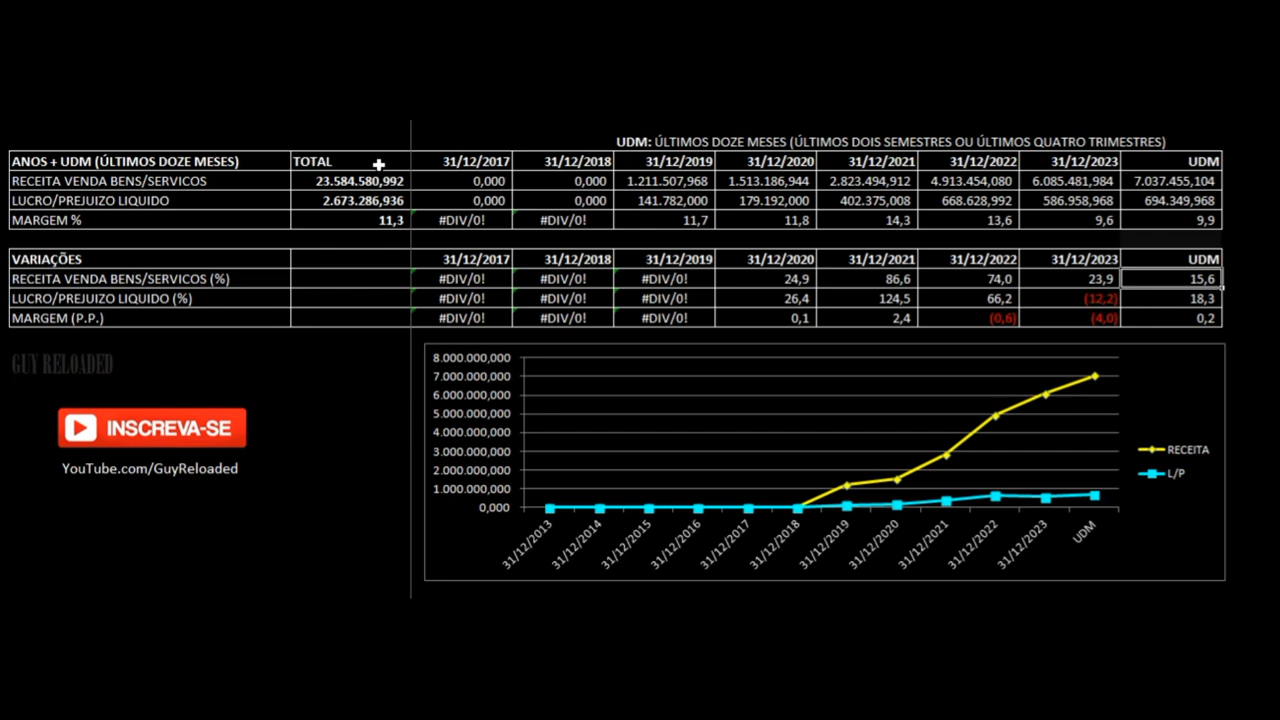 UDM: ÚLTIMOS DOZE MESES (ÚLTIMOS DOIS SEMESTRES OU ÚLTIMOS QUATRO TRIMESTRES)
ANOS + UDM (ÚLTIMOS DOZE MESES) TOTAL 31/12/2017 31/12/2018 31/12/2019 31/12/2020 31/12/2021 31/12/2022 31/12/2023 UDM
RECEITA VENDA BENS/SERVICOS 23.584.580,992 0,000 0,000 1.211.507,968 1.513.186,944 2.823.494,912 4.913.454,080 6.085.481,984 7.037.455,104
LUCRO/PREJUIZO LIQUIDO 2.673.286,936 0,000 0,000 141.782,000 179.192,000 402.375,008 668.628,992 586.958,968 694.349,968
MARGEM % 11,3 #DIV/0! #DIV/0! 11,7 11,8 14,3 13,6 9,6 9,9
VARIAÇÕES 31/12/2017 31/12/2018 31/12/2019 31/12/2020 31/12/2021 31/12/2022 31/12/2023 UDM
RECEITA VENDA BENS/SERVICOS (%) #DIV/0! #DIV/0! #DIV/0! 24,9 86,6 74,0 23,9 15,6
LUCRO/PREJUIZO LIQUIDO (%) #DIV/0! #DIV/0! #DIV/0! 26,4 124,5 66,2 (12,2) 18,3
MARGEM (P.P.) #DIV/0! #DIV/0! #DIV/0! 0,1 2,4 (0,6) (4,0) 0,2
GUY RELOADED
INSCREVA-SE
YouTube.com/GuyReloaded
8.000.000,000
7.000.000,000
6.000.000,000
5.000.000,000
4.000.000,000
3.000.000,000
2.000.000,000
1.000.000,000
0,000
31/12/2013 31/12/2014 31/12/2015 31/12/2016 31/12/2017 31/12/2018 31/12/2019 31/12/2020 31/12/2021 31/12/2022 31/12/2023 UDM
RECEITA
L/P